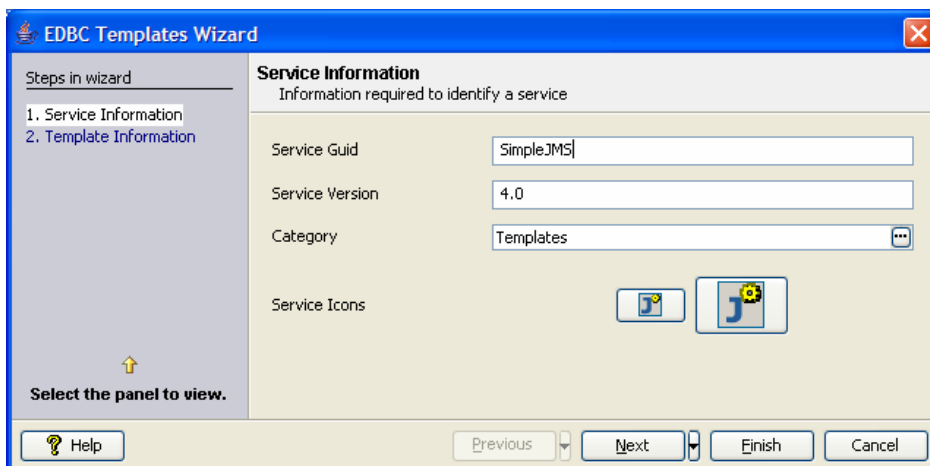 EDBC Templates Wizard
Steps in wizard
1. Service Information
2. Template Information
Select the panel to view.
Service Information
Information required to identify a service
Service Guid
SimpleJMS
Service Version
4.0
Category
Templates
Service Icons
J
J
Help
Previous
Next
Finish
Cancel